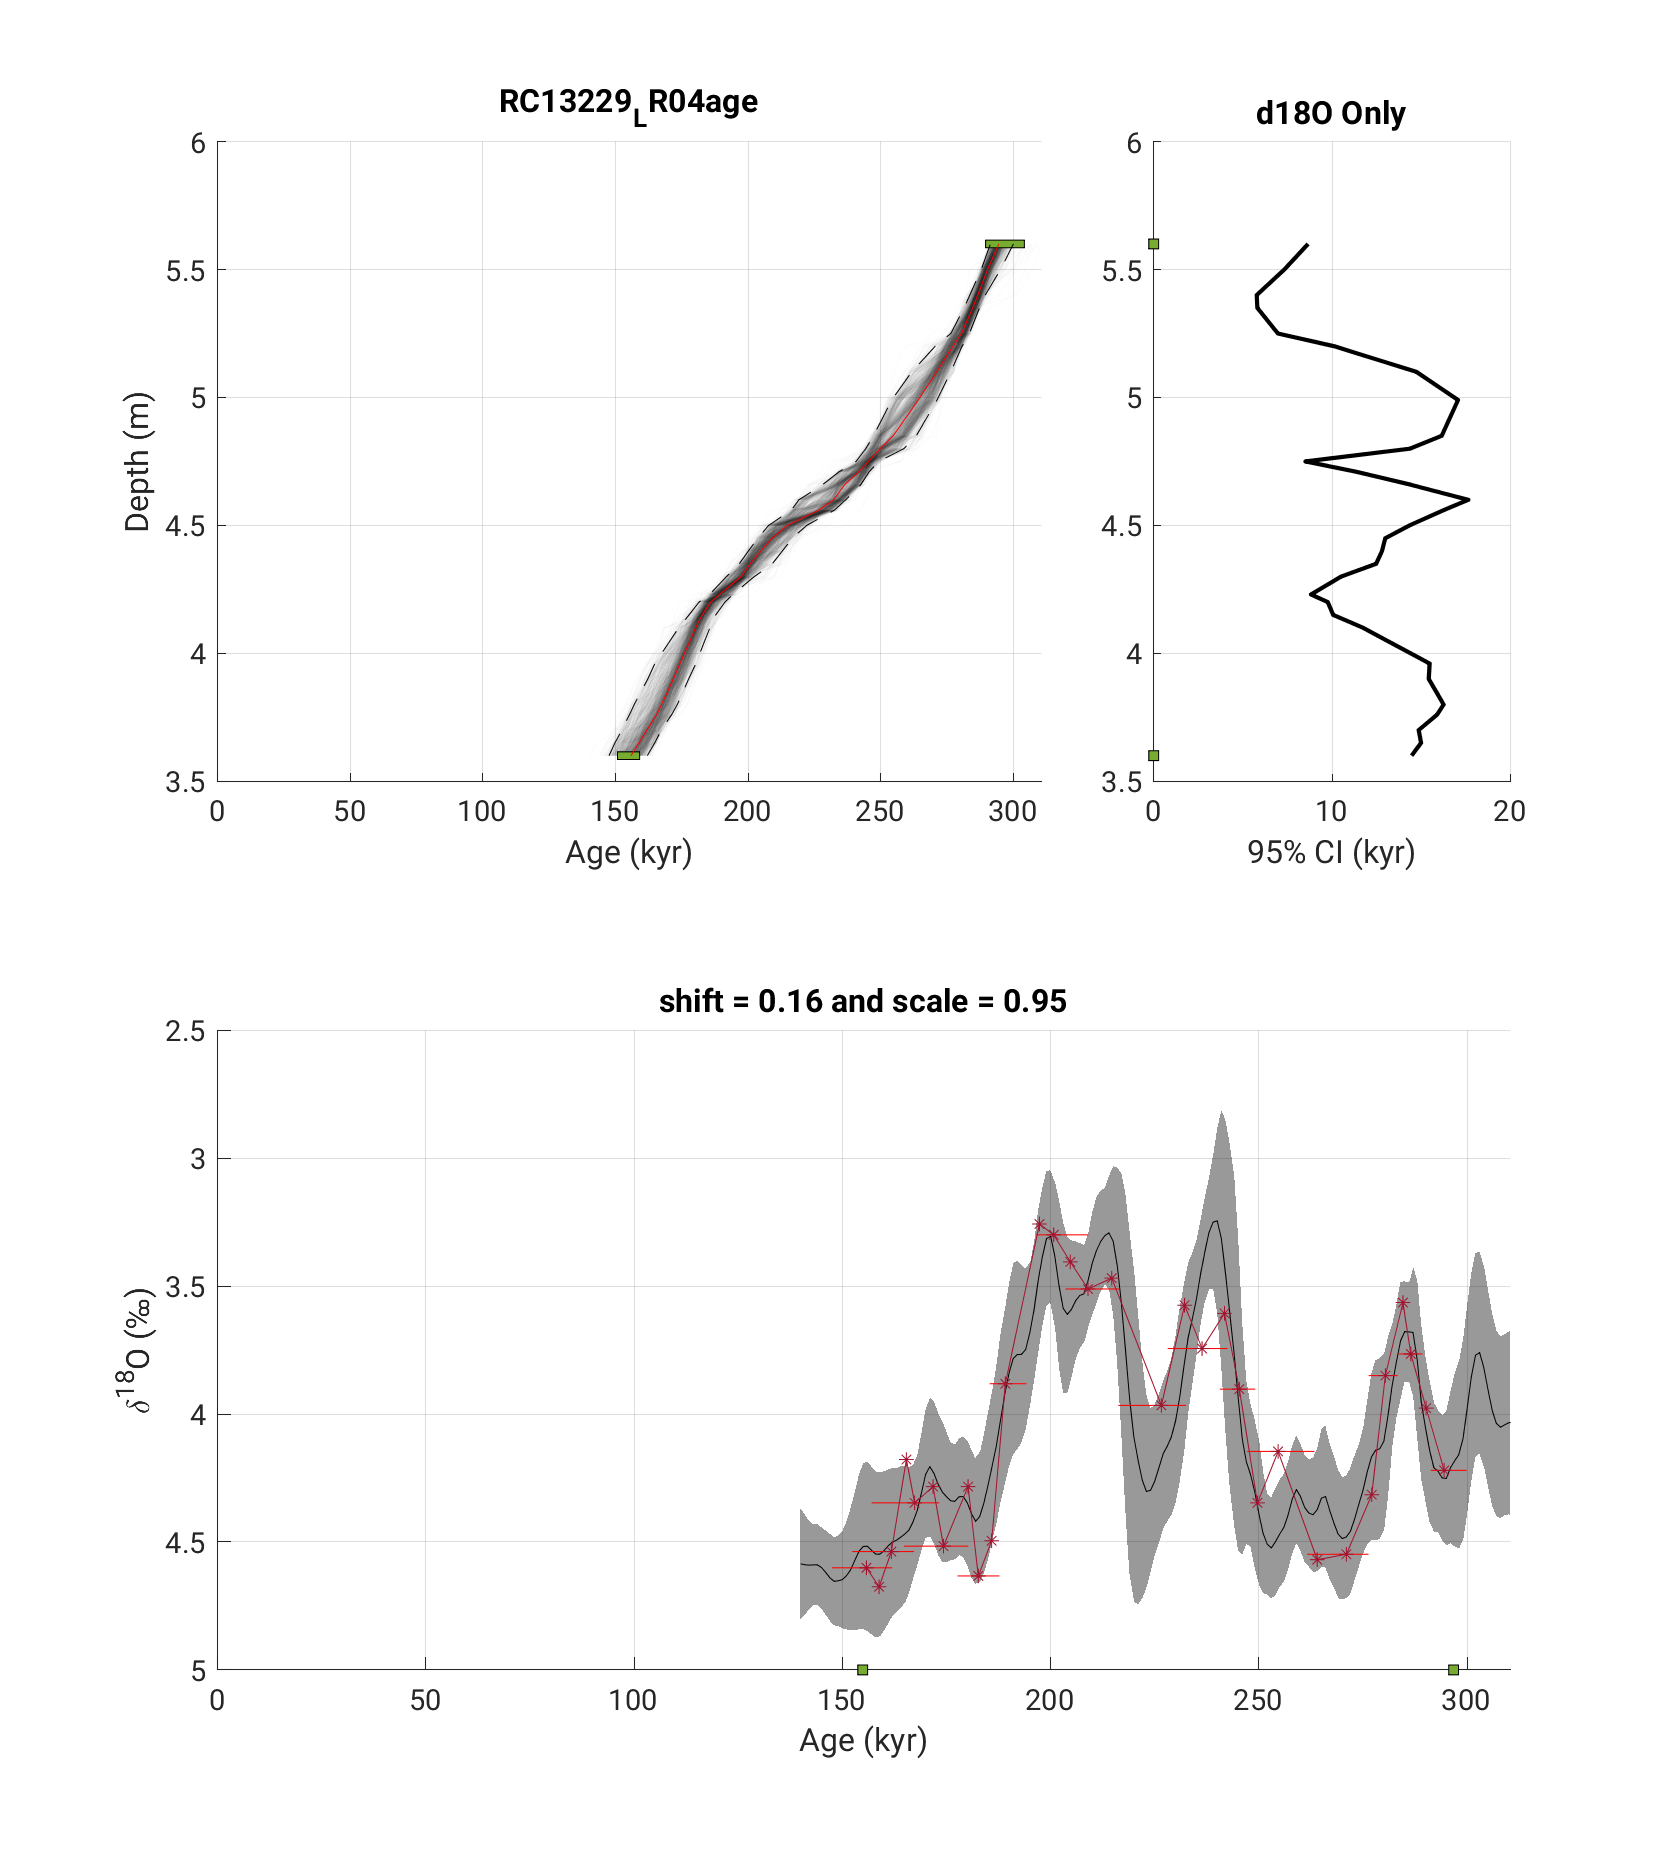 RC13229LR04age
d18O Only
6
5.5
5
4.5
4
3.5
Depth (m)
0 50 100 150 200 250 300
Age (kyr)
6
5.5
5
4.5
4
3.5
0 10 20
95% CI (kyr)
shift = 0.16 and scale = 0.95
2.5
3
3.5
4
4.5
5
δ18O (‰)
0 50 100 150 200 250 300
Age (kyr)